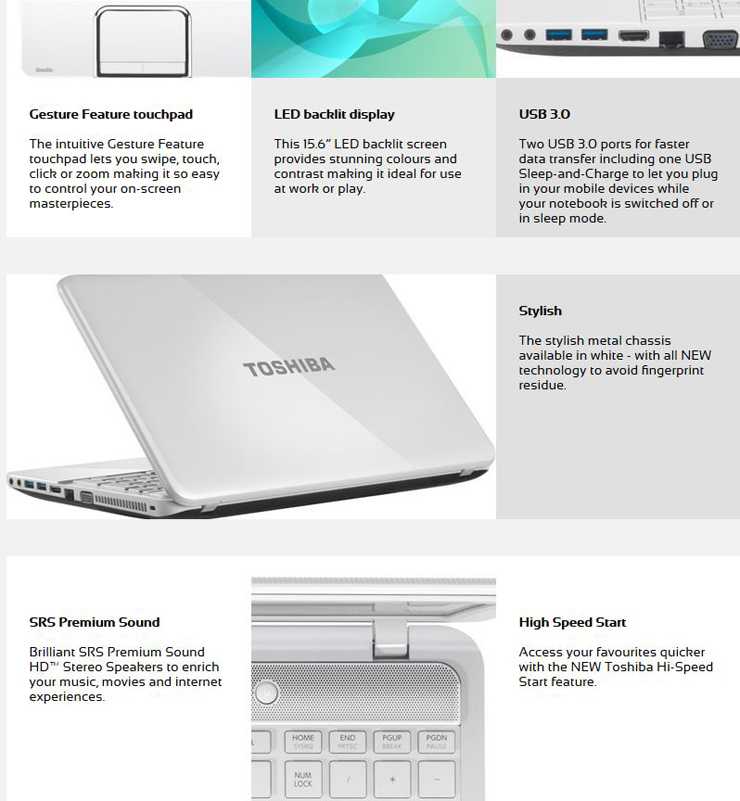 Gesture Feature touchpad
The intuitive Gesture Feature
touchpad lets you swipe, touch,
click or zoom making it so easy
to control your on-screen
masterpieces.
LED backlit display
This 15.6” LED backlit screen
provides stunning colours and
contrast making it ideal for use
at work or play.
USB 3.0
Two USB 3.0 ports for faster
data transfer including one USB
Sleep-and-Charge to let you plug
in your mobile devices while
your notebook is switched off or
in sleep mode.
TOSHIBA
Stylish
The stylish metal chassis
available in white - with all NEW
technology to avoid fingerprint
residue.
SRS Premium Sound
Brilliant SRS Premium Sound
HD™ Stereo Speakers to enrich
your music, movies and internet
experiences.
HOME
SYSRQ
END
PRTSC
PGUP
BREAK
PGDN
PAUSE
NUM
LOCK
/
*
-
High Speed Start
Access your favourites quicker
with the NEW Toshiba Hi-Speed
Start feature.